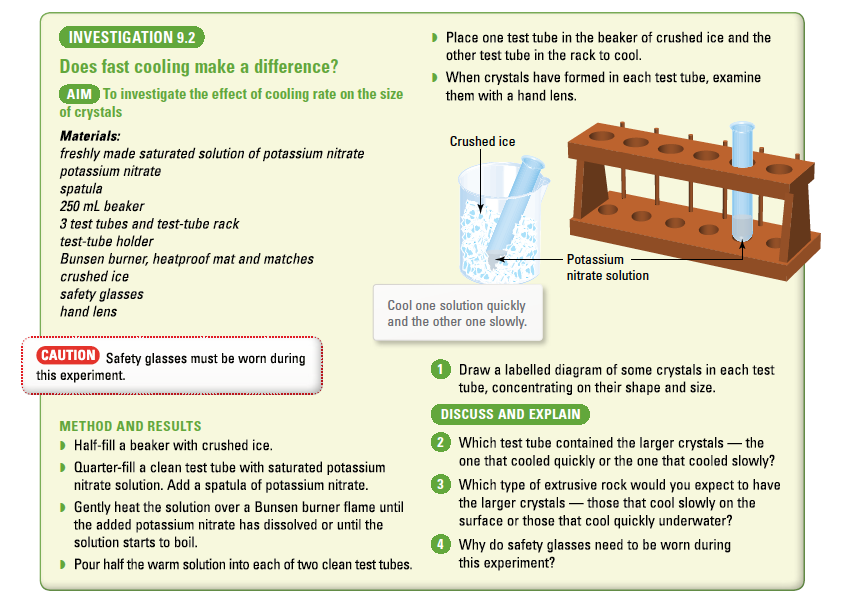 INVESTIGATION 9.2
Does fast cooling make a difference?
AIM To investigate the effect of cooling rate on the size
of crystals
Materials:
freshly made saturated solution of potassium nitrate
potassium nitrate
spatula
250 mL beaker
3 test tubes and test-tube rack
test-tube holder
Bunsen burner, heatproof mat and matches
crushed ice
safety glasses
hand lens
CAUTION Safety glasses must be worn during
this experiment.
METHOD AND RESULTS
Half-fill a beaker with crushed ice.
Quarter-fill a clean test tube with saturated potassium
nitrate solution. Add a spatula of potassium nitrate.
Gently heat the solution over a Bunsen burner flame until
the added potassium nitrate has dissolved or until the
solution starts to boil.
Pour half the warm solution into each of two clean test tubes.
Place one test tube in the beaker of crushed ice and the
other test tube in the rack to cool.
When crystals have formed in each test tube, examine
them with a hand lens.
Crushed ice
Potassium
nitrate solution
Cool one solution quickly
and the other one slowly.
1 Draw a labelled diagram of some crystals in each test
tube, concentrating on their shape and size.
DISCUSS AND EXPLAIN
2 Which test tube contained the larger crystals — the
one that cooled quickly or the one that cooled slowly?
3 Which type of extrusive rock would you expect to have
the larger crystals — those that cool slowly on the
surface or those that cool quickly underwater?
4 Why do safety glasses need to be worn during
this experiment?